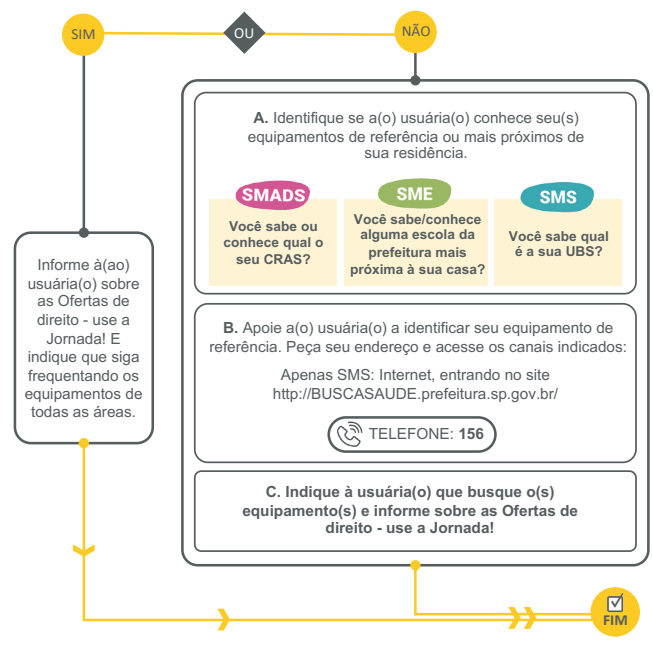 SIM
OU
NÃO
Informe à(ao)
usuária(o) sobre
as Ofertas de
direito - use a
Jornada! E
indique que siga
frequentando os
equipamentos de
todas as áreas.
A. Identifique se a(o) usuária(o) conhece seu(s)
equipamentos de referência ou mais próximos de
sua residência.
SMADS
Você sabe ou
conhece qual o
seu CRAS?
SME
Você sabe/conhece
alguma escola da
prefeitura mais
próxima à sua casa?
SMS
Você sabe qual
é a sua UBS?
B. Apoie a(o) usuária(o) a identificar seu equipamento de
referência. Peça seu endereço e acesse os canais indicados:
Apenas SMS: Internet, entrando no site
http://BUSCASAUDE.prefeitura.sp.gov.br/
TELEFONE: 156
C. Indique à usuária(o) que busque o(s)
equipamento(s) e informe sobre as Ofertas de
direito - use a Jornada!
FIM